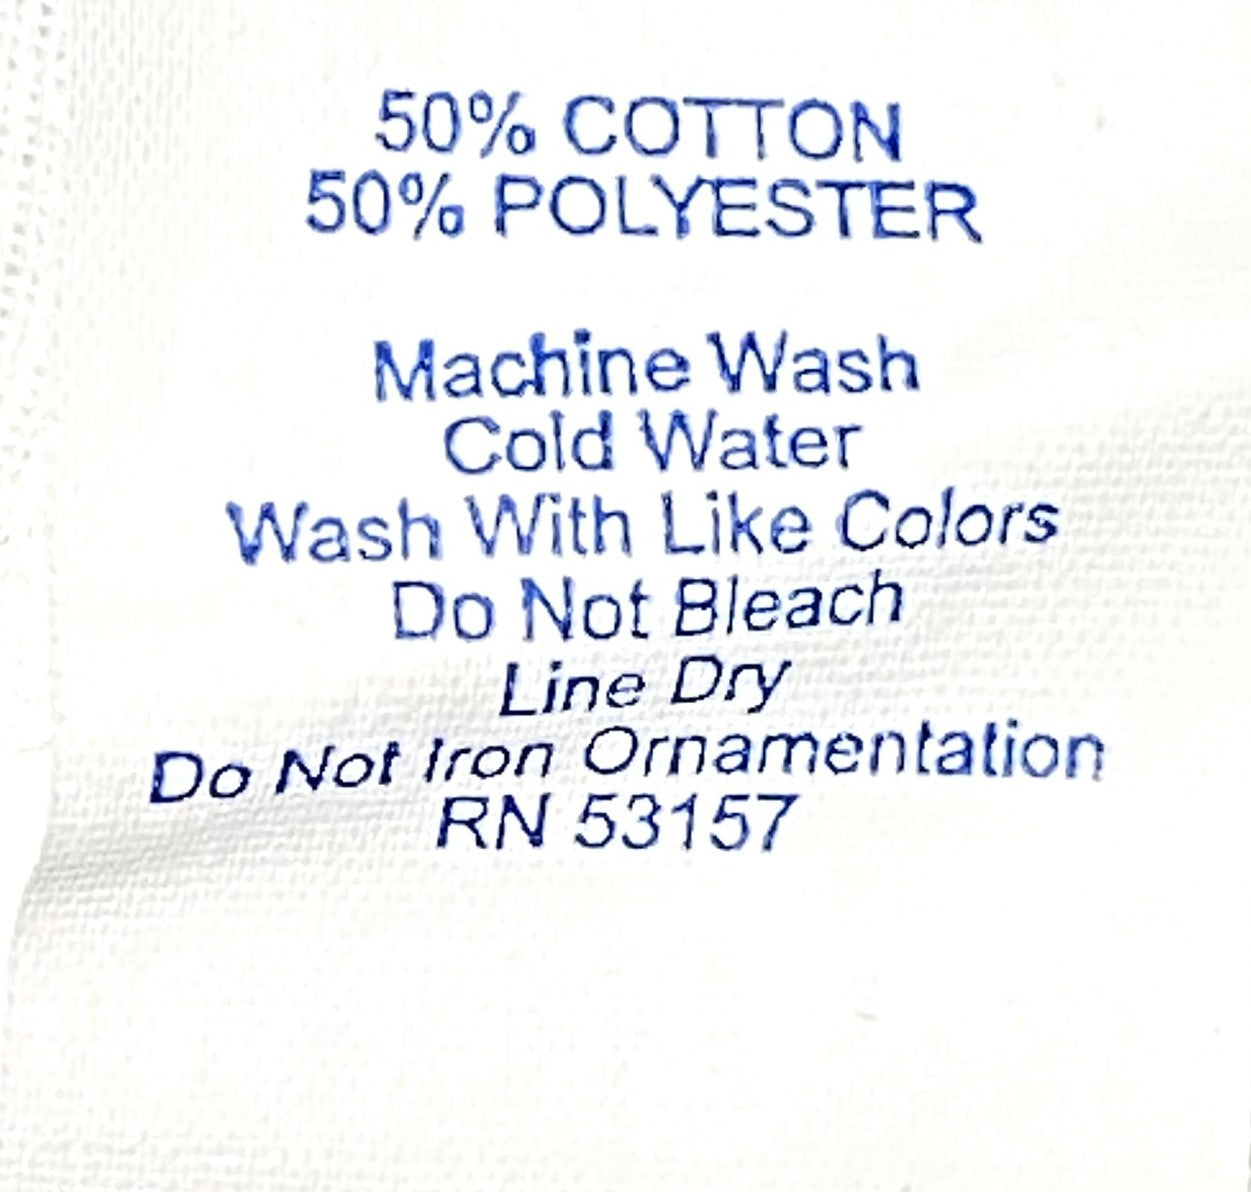 50% COTTON
50% POLYESTER
Machine Wash
Cold Water
Wash With Like Colors
Do Not Bleach
Line Dry
Do Not Iron Ornamentation
RN 53157